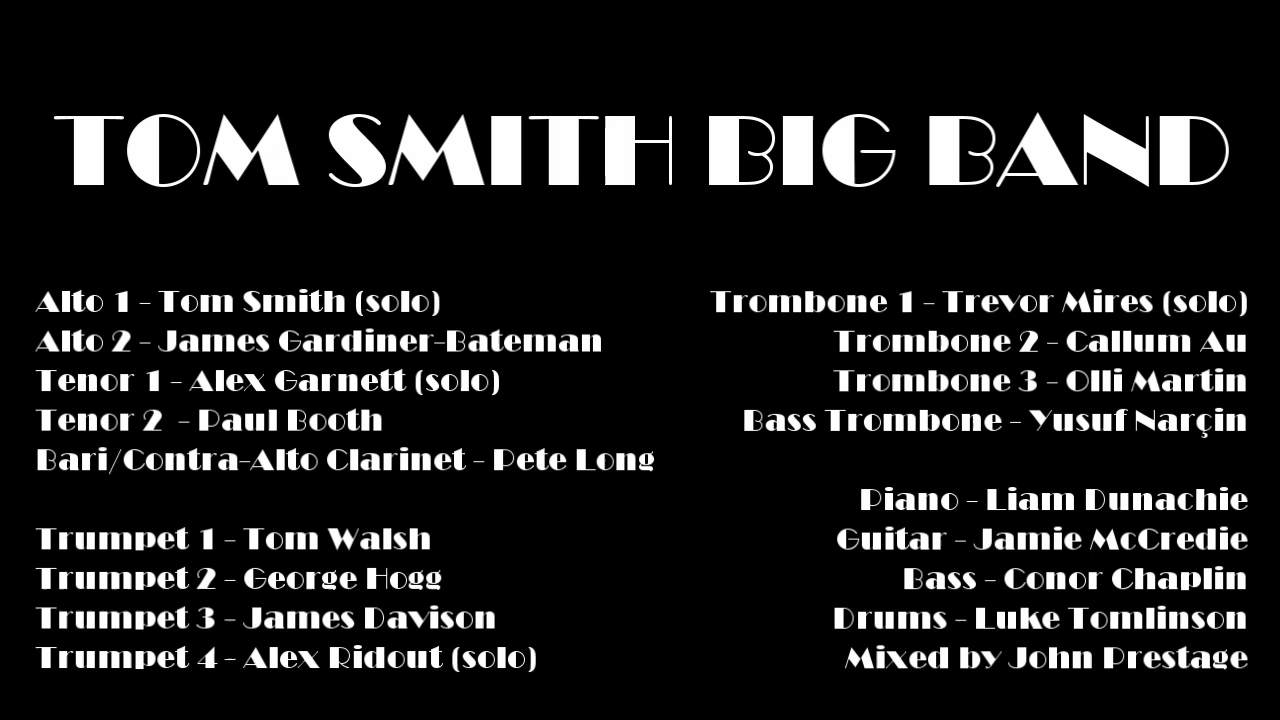 TOM SMITH BIG BAND
Alto 1 - Tom Smith (solo)
Alto 2 - James Gardiner-Bateman
Tenor 1 - Alex Garnett (solo)
Tenor 2 - Paul Booth
Bari/Contra-Alto Clarinet - Pete Long
Trumpet 1 - Tom Walsh
Trumpet 2 - George Hogg
Trumpet 3 - James Davison
Trumpet 4 - Alex Ridout (solo)
Trombone 1 - Trevor Mires (solo)
Trombone 2 - Callum Au
Trombone 3 - Olli Martin
Bass Trombone - Yusuf Narçin
Piano - Liam Dunachie
Guitar - Jamie McCredie
Bass - Conor Chaplin
Drums - Luke Tomlinson
Mixed by John Prestage